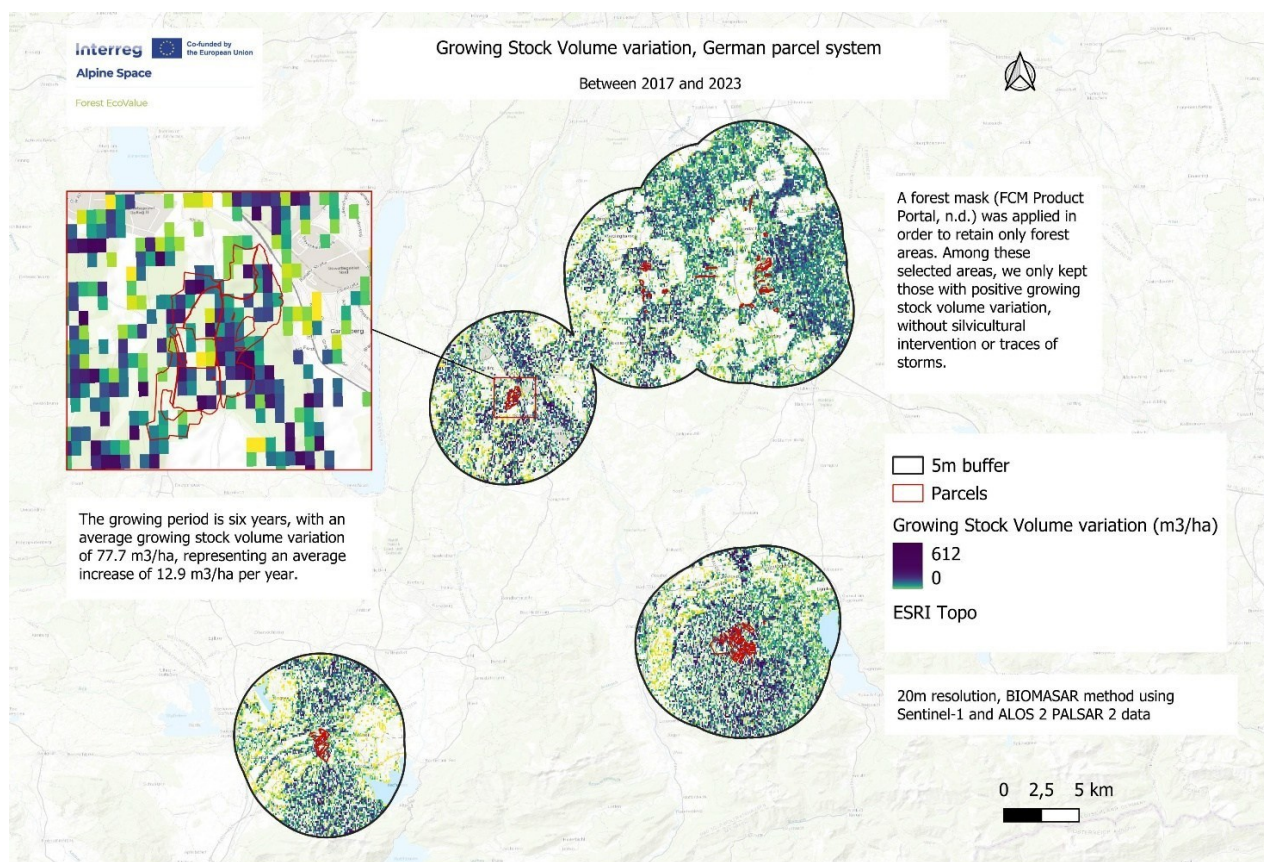 Interreg
Co-funded by
the European Union
Alpine Space
Forest EcoValue
Growing Stock Volume variation, German parcel system
Between 2017 and 2023
A forest mask (FCM Product
Portal, n.d.) was applied in
order to retain only forest
areas. Among these
selected areas, we only kept
those with positive growing
stock volume variation,
without silvicultural
intervention or traces of
storms.
The growing period is six years, with an
average growing stock volume variation
of 77.7 m3/ha, representing an average
increase of 12.9 m3/ha per year.
5m buffer
Parcels
Growing Stock Volume variation (m3/ha)
612
0
ESRI Topo
20m resolution, BIOMASAR method using
Sentinel-1 and ALOS 2 PALSAR 2 data
0 2,5 5 km